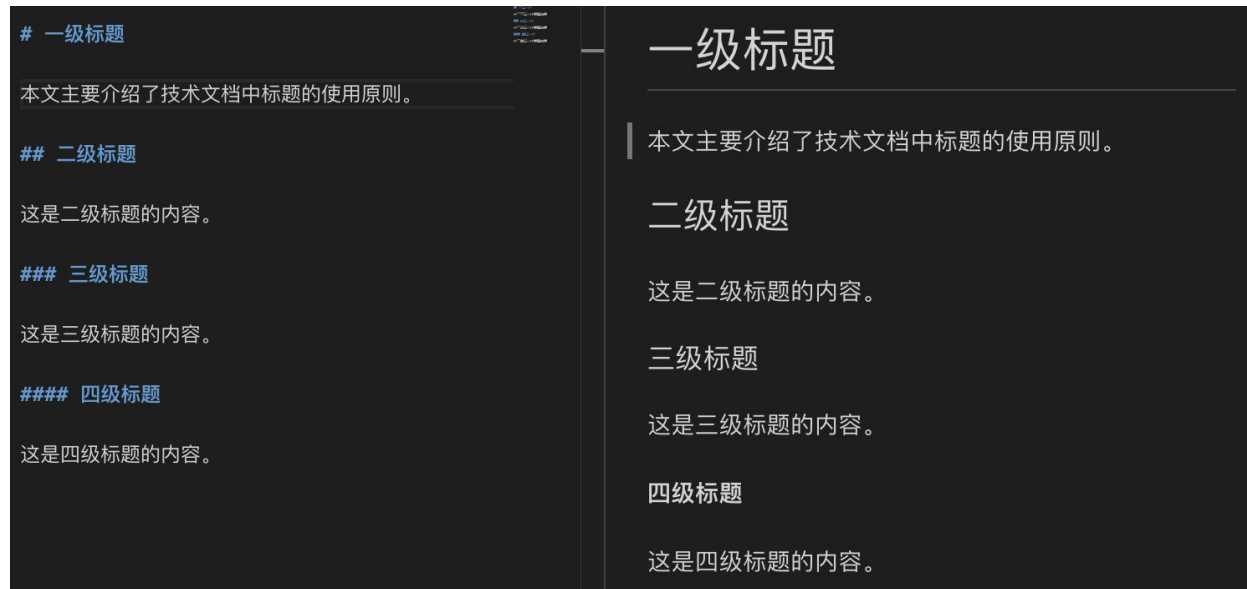 # 一级标题
本文主要介绍了技术文档中标题的使用原则。
## 二级标题
这是二级标题的内容。
### 三级标题
这是三级标题的内容。
#### 四级标题
这是四级标题的内容。
一级标题
本文主要介绍了技术文档中标题的使用原则。
二级标题
这是二级标题的内容。
三级标题
这是三级标题的内容。
四级标题
这是四级标题的内容。